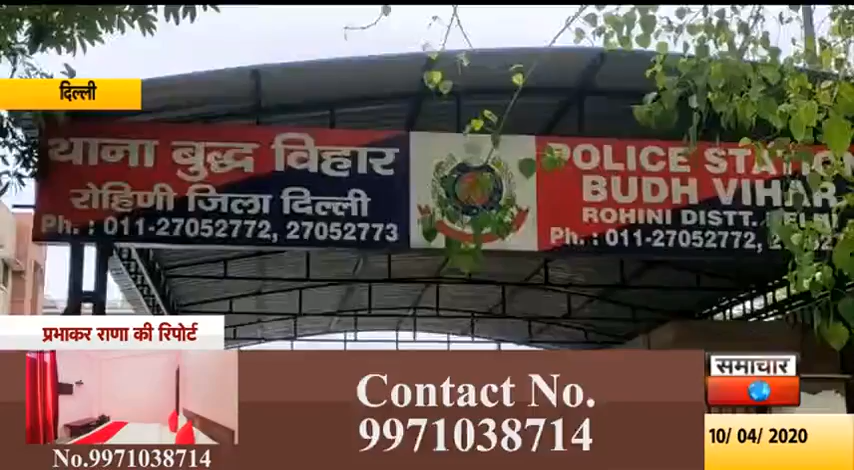 दिल्ली
थाना बुद्ध विहार
रोहिणी जिला दिल्ली
Ph.: 011-27052772, 27052773
POLICE STATION
BUDH VIHAR
ROHINI DISTT. DELHI
Ph.: 011-27052772,
प्रभाकर राणा की रिपोर्ट
Contact No.
9971038714
No.9971038714
समाचार
10/ 04/ 2020